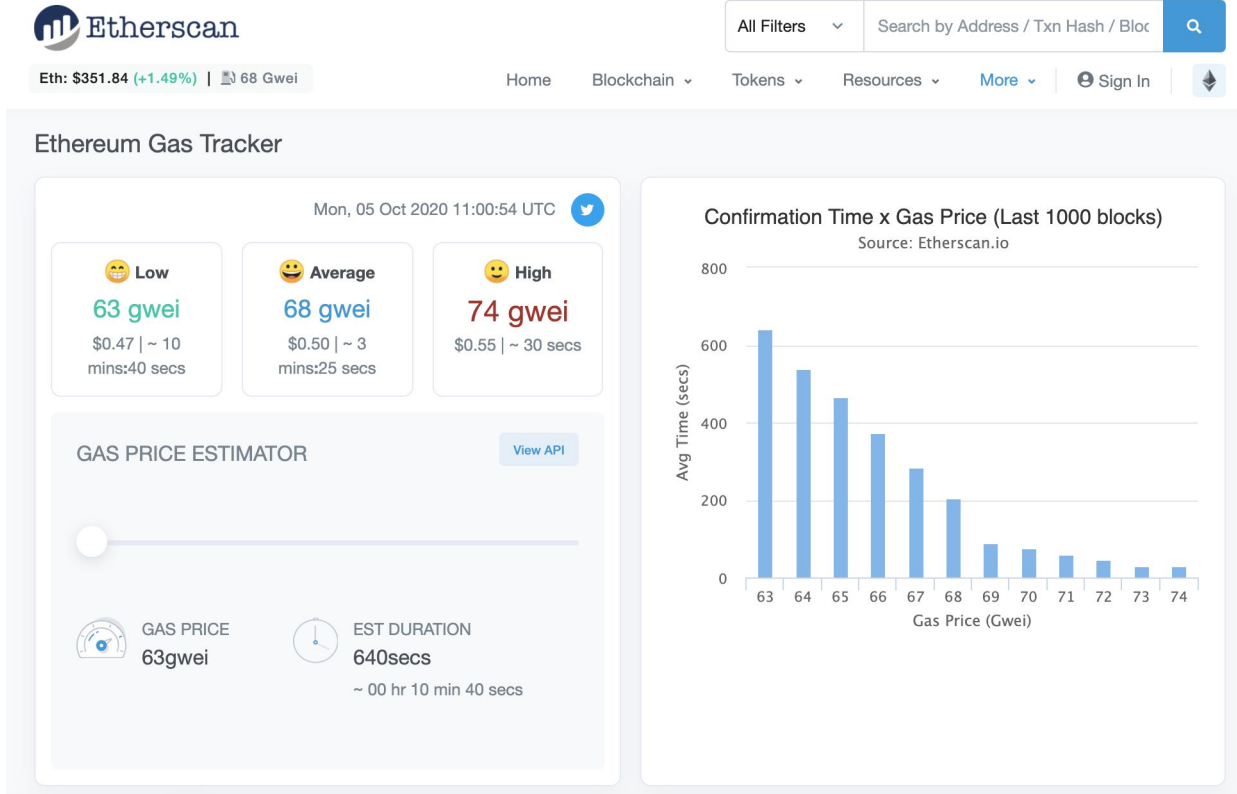 Etherscan
All Filters
Search by Address / Txn Hash / Bloc
Eth: $351.84 (+1.49%) | 68 Gwei
Home
Blockchain
Tokens
Resources
More
Sign In
Ethereum Gas Tracker
Mon, 05 Oct 2020 11:00:54 UTC
Low
63 gwei
$0.47 | ~ 10
mins:40 secs
Average
68 gwei
$0.50 | ~ 3
mins:25 secs
High
74 gwei
$0.55 | ~ 30 secs
GAS PRICE ESTIMATOR
View API
GAS PRICE
63gwei
EST DURATION
640secs
~ 00 hr 10 min 40 secs
Confirmation Time x Gas Price (Last 1000 blocks)
Source: Etherscan.io
Avg Time (secs)
800
600
400
200
0
63 64 65 66 67 68 69 70 71 72 73 74
Gas Price (Gwei)